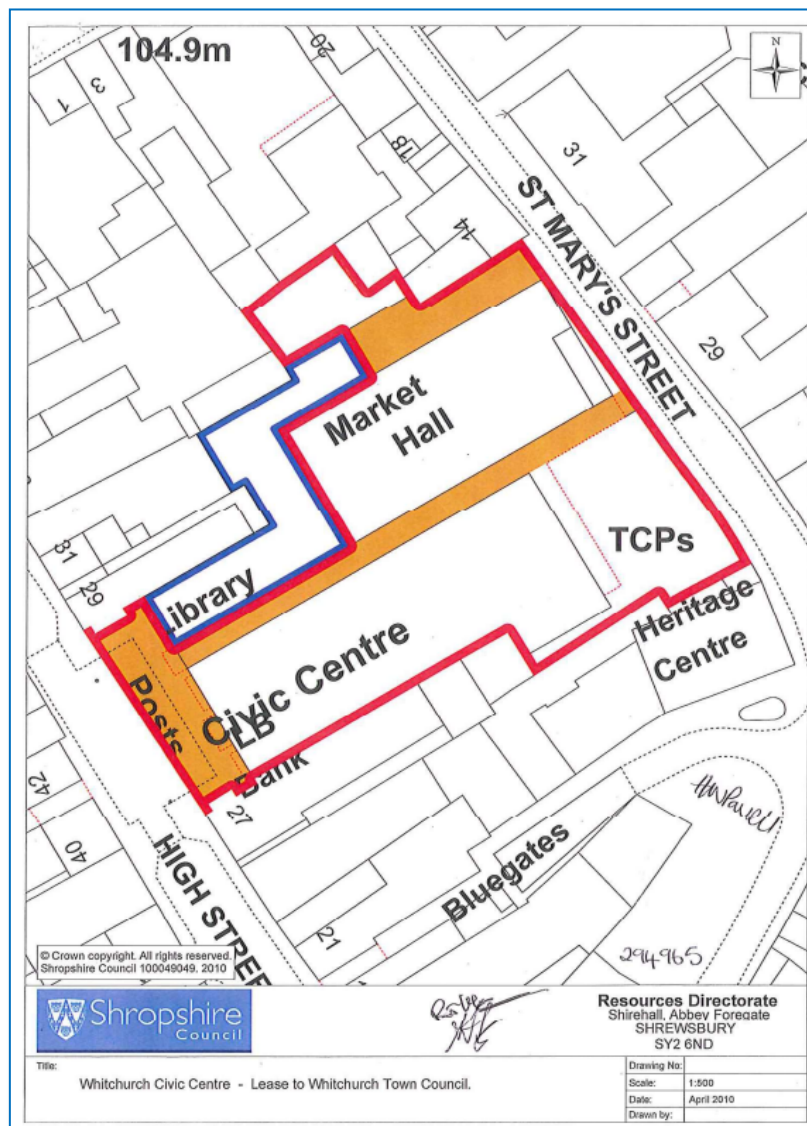 104.9m
20
N
3
1
18
31
14
ST MARY'S STREET
29
Market
Hall
TCPs
31
29
Library
Heritage
Centre
Civic Centre
Posts
LB
Bank
42
27
40
HIGH STREE
Bluegates
21
294965
© Crown copyright. All rights reserved.
Shropshire Council 100049049. 2010
Shropshire
Council
Resources Directorate
Shirehall, Abbey Foregate
SHREWSBURY
SY2 6ND
Title:
Whitchurch Civic Centre - Lease to Whitchurch Town Council.
Drawing No:
Scale: 1:500
Date: April 2010
Drawn by: